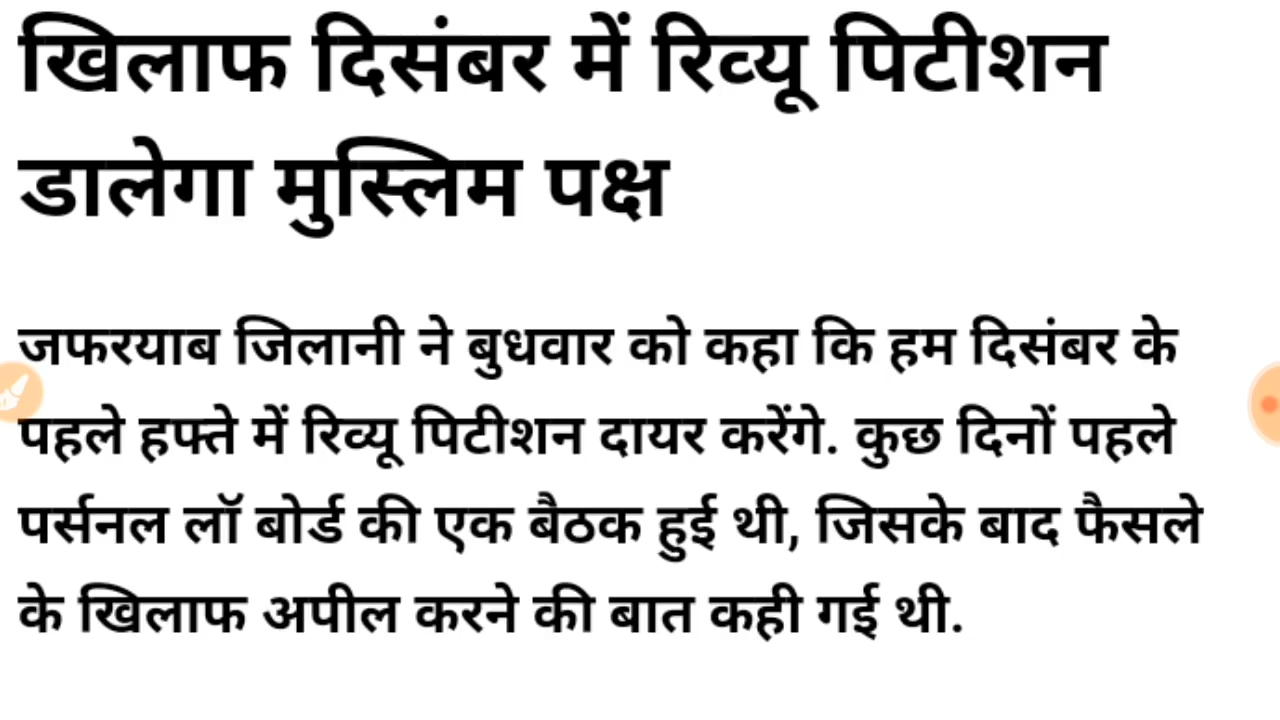 खिलाफ दिसंबर में रिव्यू पिटीशन
डालेगा मुस्लिम पक्ष
जफरयाब जिलानी ने बुधवार को कहा कि हम दिसंबर के
पहले हफ्ते में रिव्यू पिटीशन दायर करेंगे. कुछ दिनों पहले
पर्सनल लॉ बोर्ड की एक बैठक हुई थी, जिसके बाद फैसले
के खिलाफ अपील करने की बात कही गई थी.